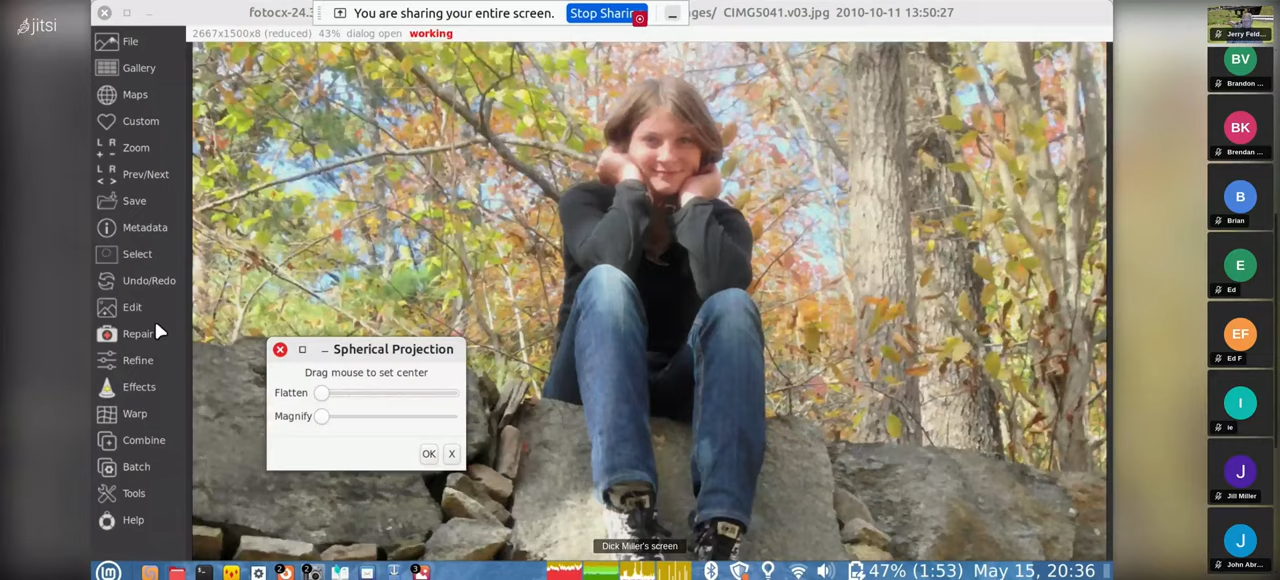 jitsi
fotocx-24.3
You are sharing your entire screen.
Stop Sharing
ges/ CIMG5041.v03.jpg 2010-10-11 13:50:27
2667x1500x8 (reduced) 43% dialog open working
File
Gallery
Maps
Custom
L R
+ -
Zoom
L R
< >
Prev/Next
Save
Metadata
Select
Undo/Redo
Edit
Repair
Refine
Effects
Warp
Combine
Batch
Tools
Help
Spherical Projection
Drag mouse to set center
Flatten
Magnify
OK
X
Dick Miller's screen
2
2
3
47% (1:53) May 15, 20:36
Jerry Feld...
BV
Brandon ...
BK
Brendan ...
B
Brian
E
Ed
EF
Ed F
I
ie
J
Jill Miller
J
John Abr...